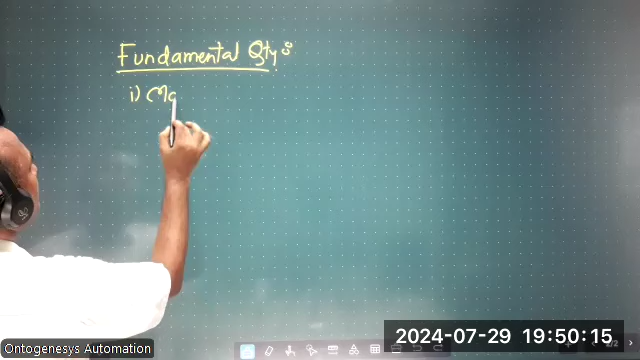 Fundamental Qty :
i) Ma
Ontogenesys Automation
2024-07-29 19:50:15